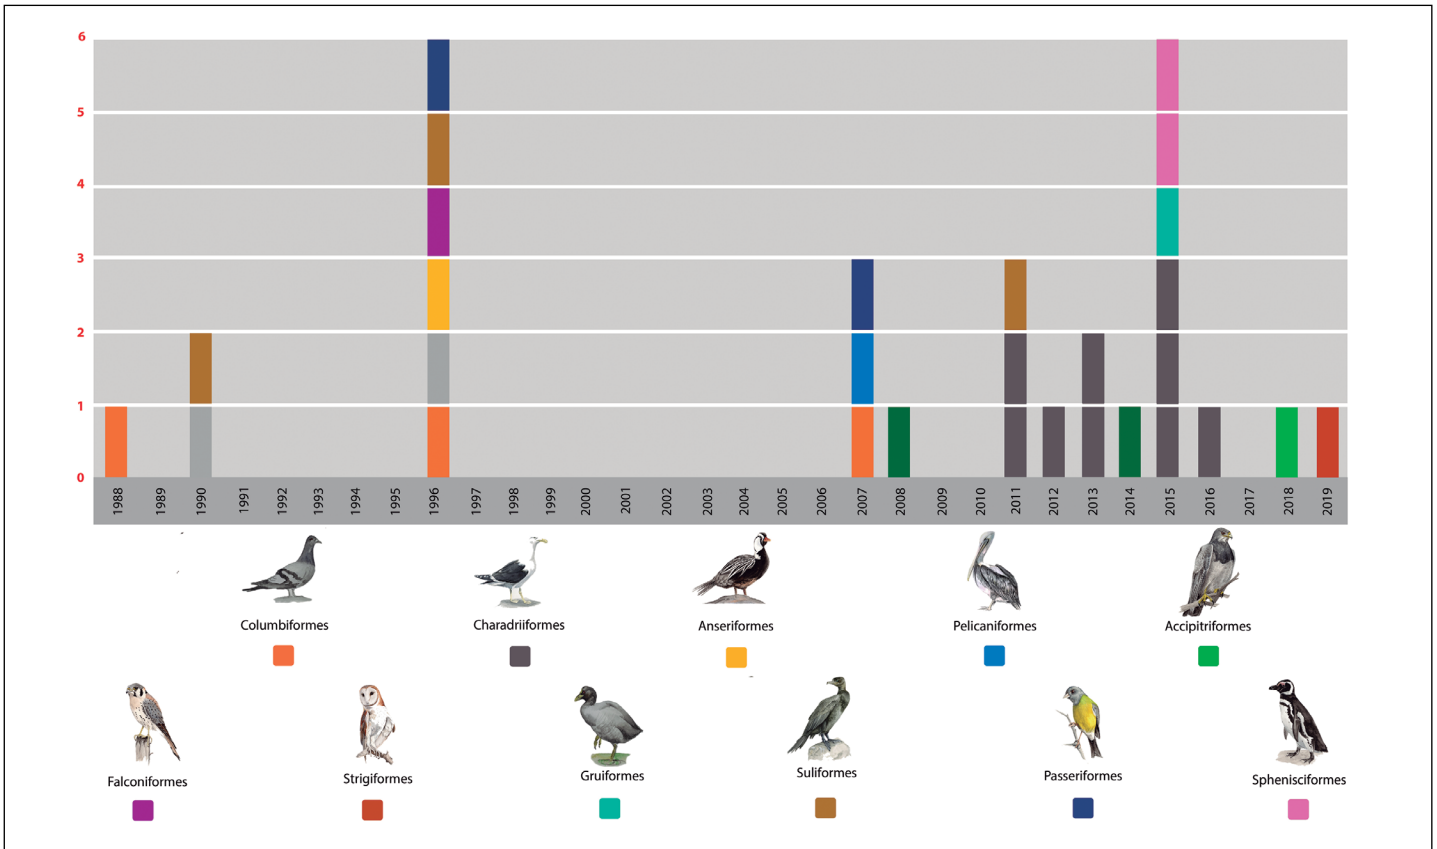 6
5
4
3
2
1
0
1988 1989 1990 1991 1992 1993 1994 1995 1996 1997 1998 1999 2000 2001 2002 2003 2004 2005 2006 2007 2008 2009 2010 2011 2012 2013 2014 2015 2016 2017 2018 2019
Columbiformes Charadriiformes Anseriformes Pelicaniformes Accipitriformes
Falconiformes Strigiformes Gruiformes Suliformes Passeriformes Sphenisciformes